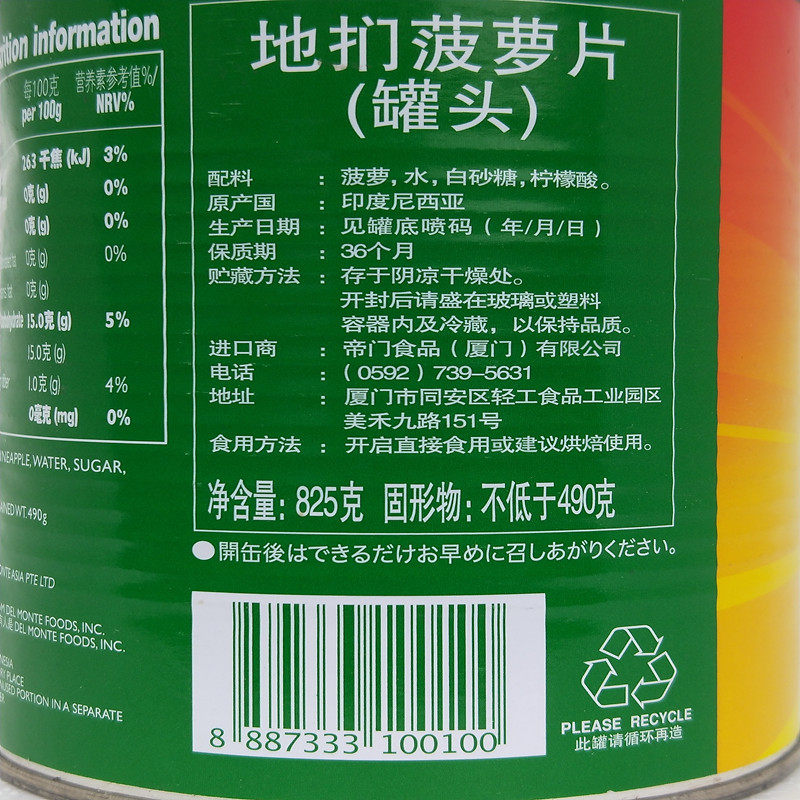 rition information
每100克 营养素参考值%/
per 100g NRV%
263 千焦 (kJ) 3%
0克 (g) 0%
0克 (g) 0%
0克 (g) 0%
0克 (g)
15.0克 (g) 5%
15.0克 (g)
1.0克 (g) 4%
0毫克 (mg) 0%
WATER, SUGAR,
WT. 490g
ASIA PTE LTD
DEL MONTE FOODS, INC.
DEL MONTE FOODS, INC.
PLACE
PORTION IN A SEPARATE
地扪菠萝片
(罐头)
配料 : 菠萝, 水, 白砂糖, 柠檬酸。
原产国 : 印度尼西亚
生产日期 : 见罐底喷码 ( 年/月/日 )
保质期 : 36个月
贮藏方法 : 存于阴凉干燥处。
开封后请盛在玻璃或塑料
容器内及冷藏，以保持品质。
进口商 : 帝门食品 ( 厦门 ) 有限公司
电话 : ( 0592 ) 739-5631
地址 : 厦门市同安区轻工食品工业园区
美禾九路151号
食用方法 : 开启直接食用或建议烘焙使用。
净含量: 825克 固形物: 不低于490克
●開缶後はできるだけお早めに召しあがりください。
8 887333 100100
PLEASE RECYCLE
此罐请循环再造